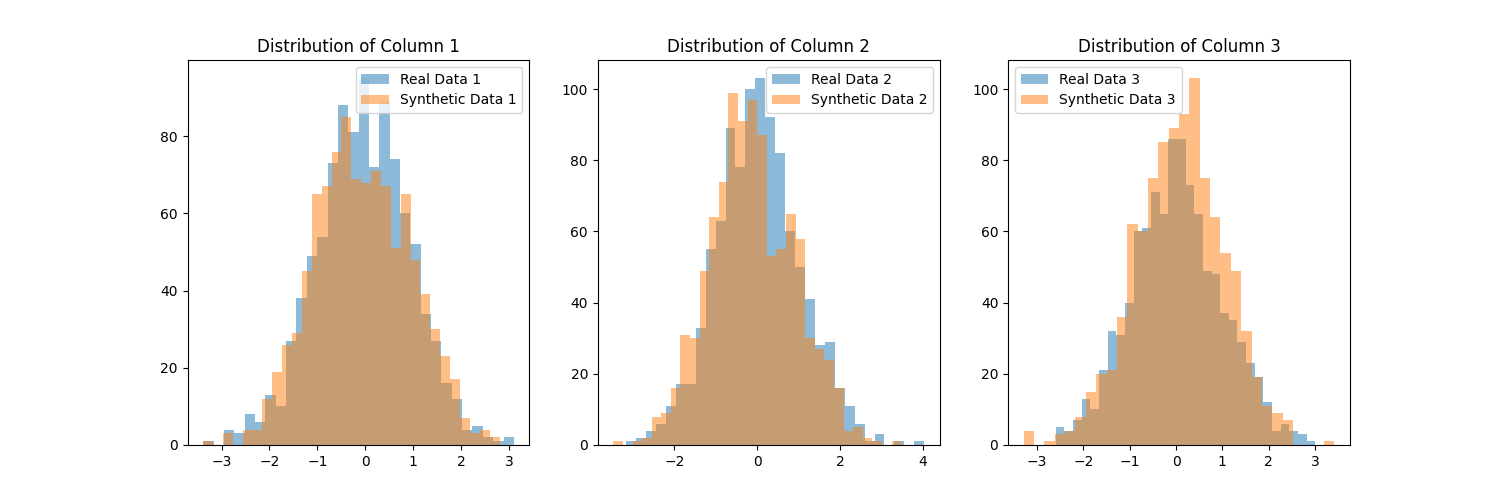 Distribution of Column 1
Real Data 1
Synthetic Data 1
80
60
40
20
0
−3 −2 −1 0 1 2 3
Distribution of Column 2
Real Data 2
Synthetic Data 2
100
80
60
40
20
0
−2 0 2 4
Distribution of Column 3
Real Data 3
Synthetic Data 3
100
80
60
40
20
0
−3 −2 −1 0 1 2 3